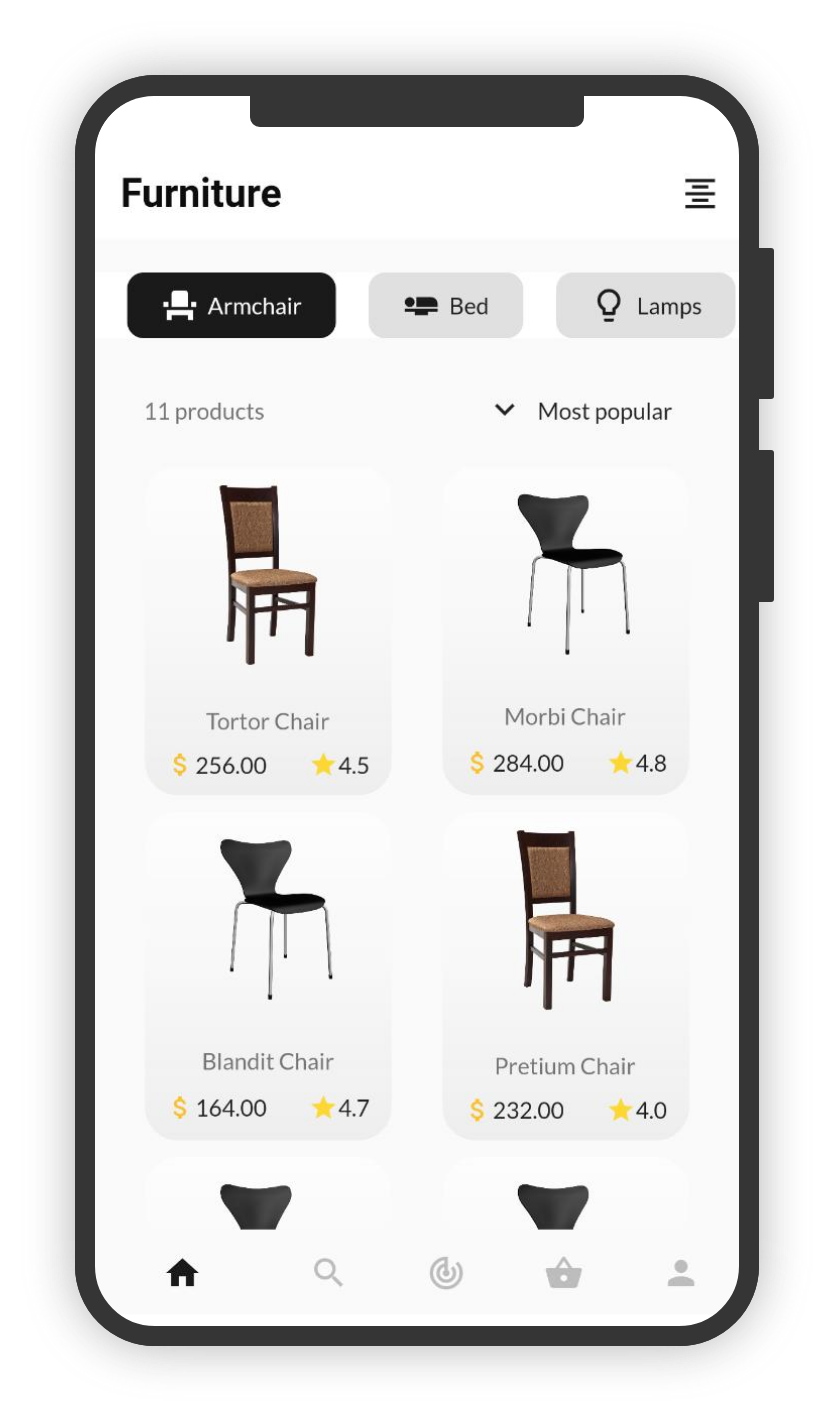 Furniture
Armchair Bed Lamps
11 products Most popular
Tortor Chair Morbi Chair
$ 256.00 4.5 $ 284.00 4.8
Blandit Chair Pretium Chair
$ 164.00 4.7 $ 232.00 4.0